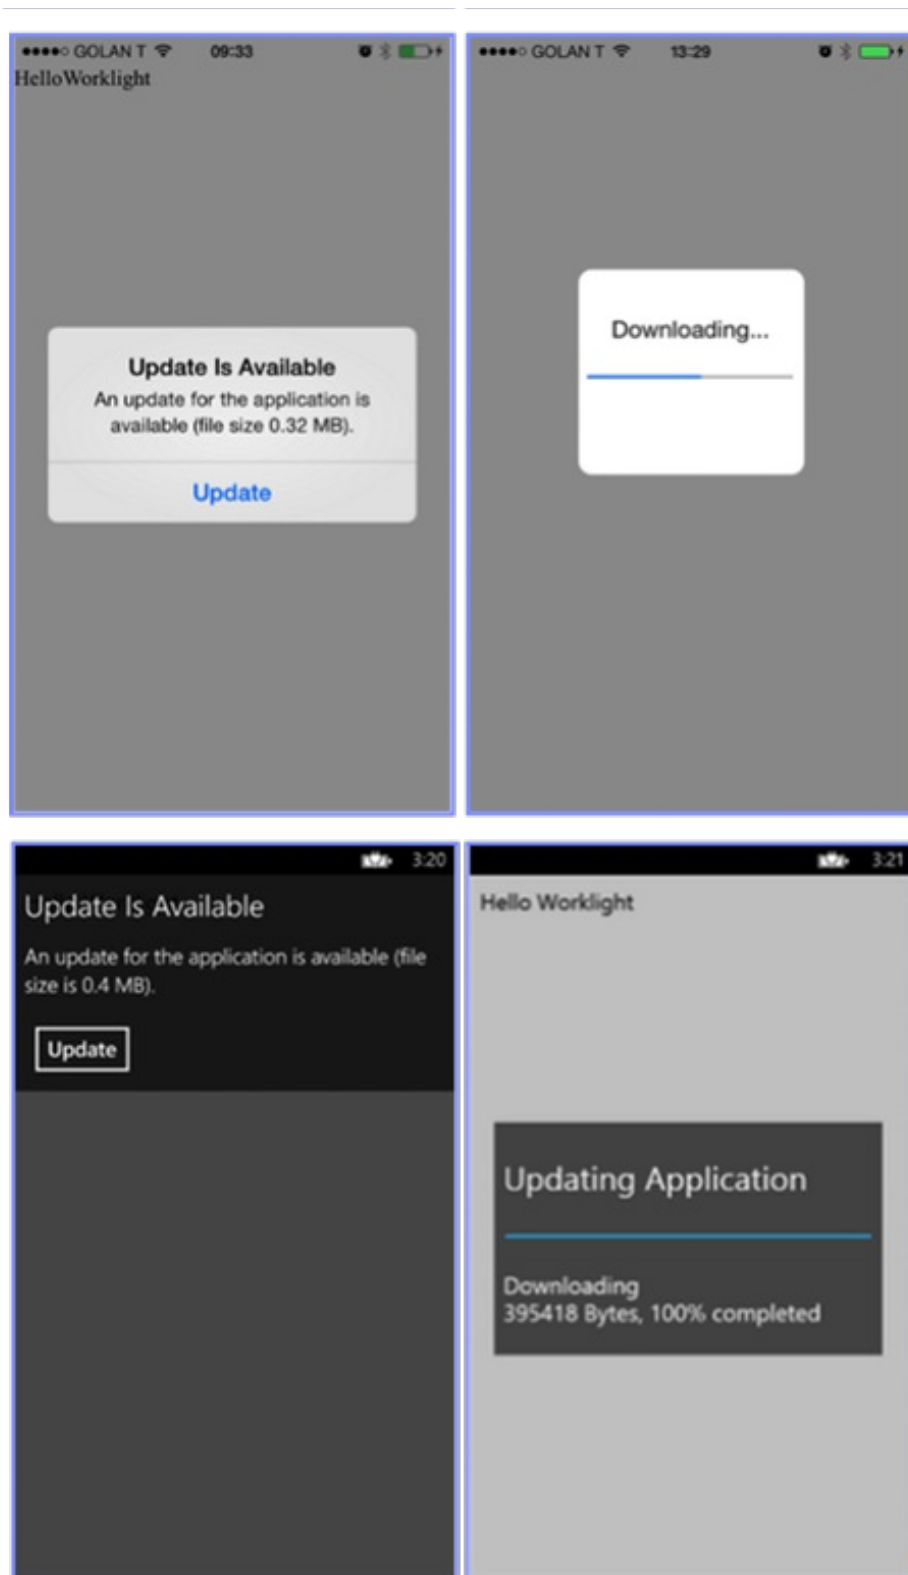 GOLAN T 09:33
HelloWorklight
Update Is Available
An update for the application is
available (file size 0.32 MB).
Update
GOLAN T 13:29
Downloading...
3:20
Update Is Available
An update for the application is available (file
size is 0.4 MB).
Update
3:21
Hello Worklight
Updating Application
Downloading
395418 Bytes, 100% completed